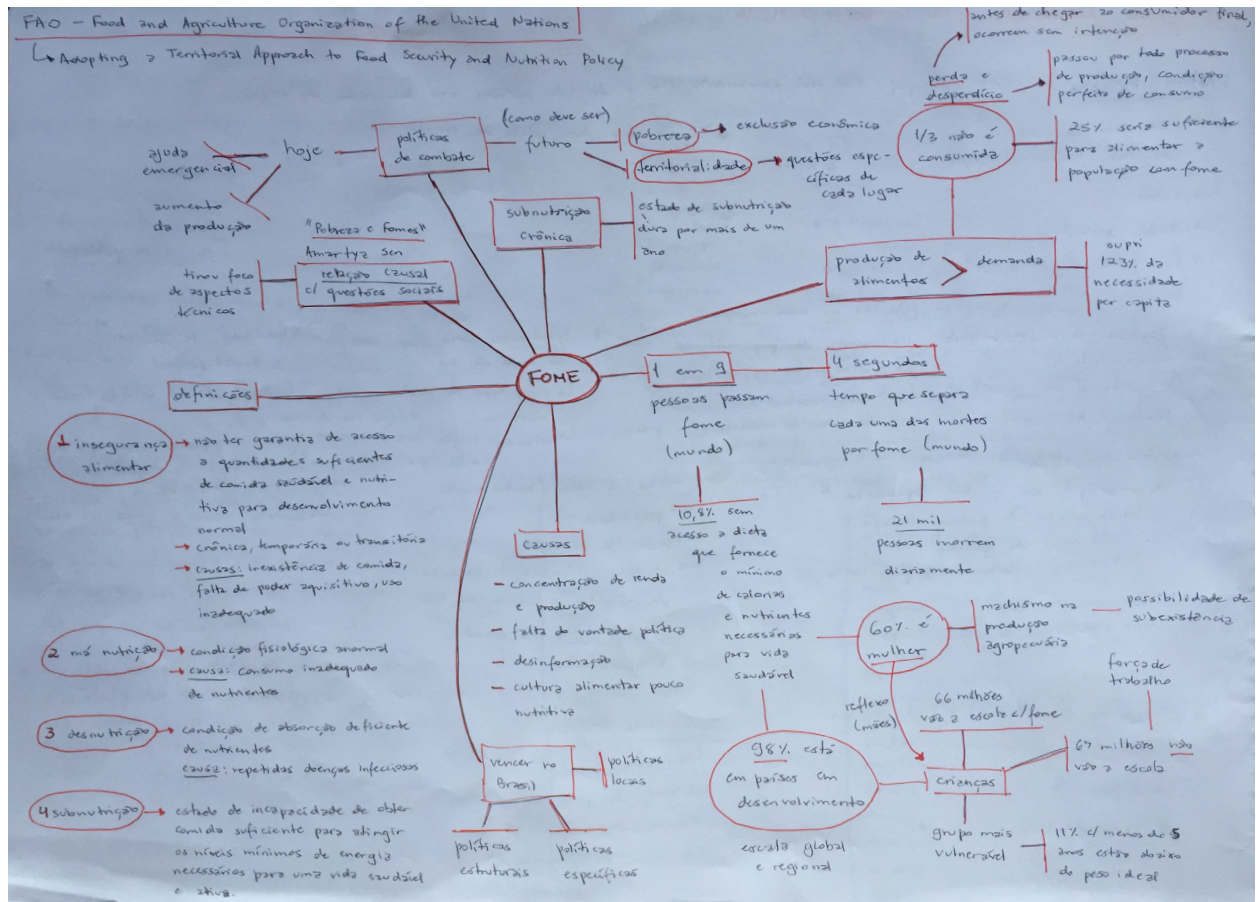 FAO - Food and Agriculture Organization of the United Nations
↳ Adopting a Territorial Approach to Food Security and Nutrition Policy
antes de chegar ao consumidor final,
ocorrem sem intenção
perda e
desperdício
passou por todo processo
de produção, condição
perfeita de consumo
1/3 não é
consumida
25% seria suficiente
para alimentar a
população com fome
produção de
alimentos > demanda
supri
123% da
necessidade
per capita
ajuda
emergencial
aumento
da produção
hoje
políticas
de combate
(como deve ser)
futuro
pobreza → exclusão econômica
territorialidade → questões espe-
cíficas de
cada lugar
subnutrição
crônica
estado de subnutrição
dura por mais de um
ano
"Pobreza e Fomes"
Amartya Sen
relação causal
c/ questões sociais
tirou foco
de aspectos
técnicos
FOME
1 em 9
pessoas passam
fome
(mundo)
10,8% sem
acesso a dieta
que fornece
o mínimo
de calorias
e nutrientes
necessários
para vida
saudável
4 segundos
tempo que separa
cada uma das mortes
por fome (mundo)
21 mil
pessoas morrem
diariamente
definições
1 insegurança
alimentar
→ não ter garantia de acesso
a quantidades suficientes
de comida saudável e nutri-
tiva para desenvolvimento
normal
→ crônica, temporária ou transitória
→ causas: inexistência de comida,
falta de poder aquisitivo, uso
inadequado
2 má nutrição → condição fisiológica anormal
→ causa: consumo inadequado
de nutrientes
3 desnutrição → condição de absorção deficiente
de nutrientes
causa: repetidas doenças infecciosas
4 subnutrição → estado de incapacidade de obter
comida suficiente para atingir
os níveis mínimos de energia
necessários para uma vida saudável
e ativa.
causas
- concentração de renda
e produção
- falta de vontade política
- desinformação
- cultura alimentar pouco
nutritiva
vencer no
Brasil
políticas
locais
políticas
estruturais
políticas
específicas
60% é
mulher
machismo na
produção
agropecuária
possibilidade de
subexistência
reflexo
(mães)
98% está
em países em
desenvolvimento
escala global
e regional
crianças
66 milhões
vão a escola c/ fome
67 milhões não
vão a escola
força de
trabalho
grupo mais
vulnerável
11% c/ menos de 5
anos estão abaixo
do peso ideal